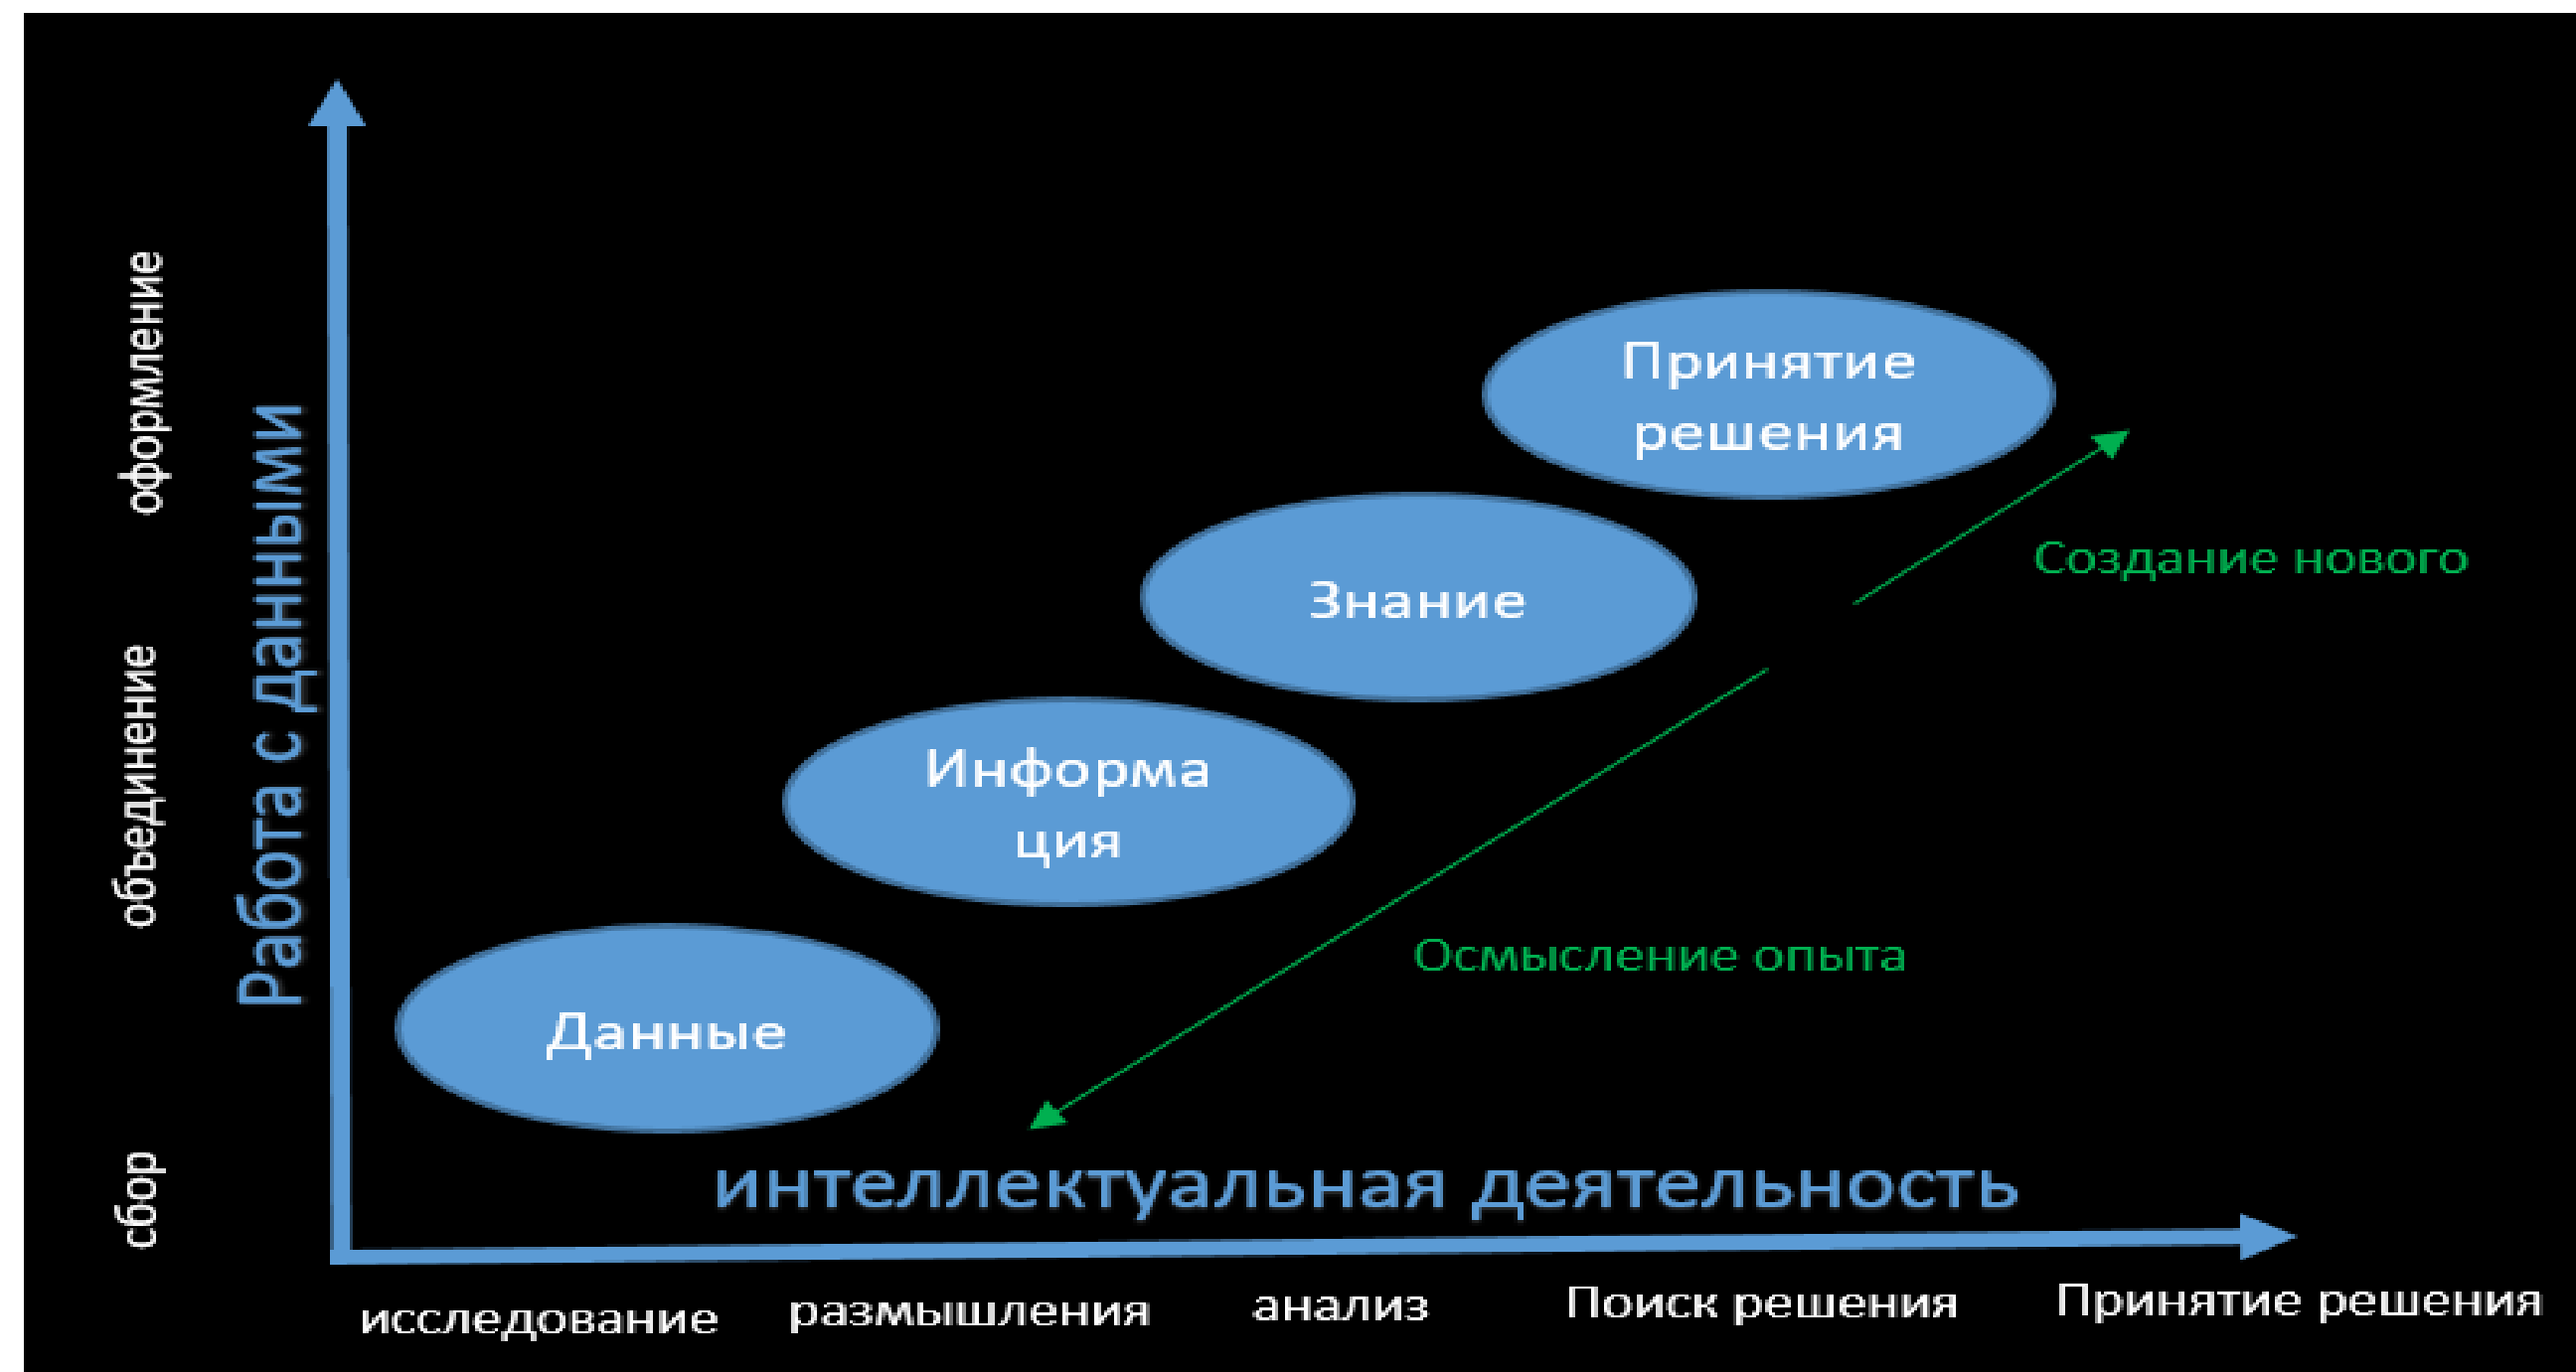 оформление
объединение
сбор
Работа с данными
Принятие
решения
Знание
Создание нового
Информа
ция
Осмысление опыта
Данные
интеллектуальная деятельность
исследование
размышления
анализ
Поиск решения
Принятие решения